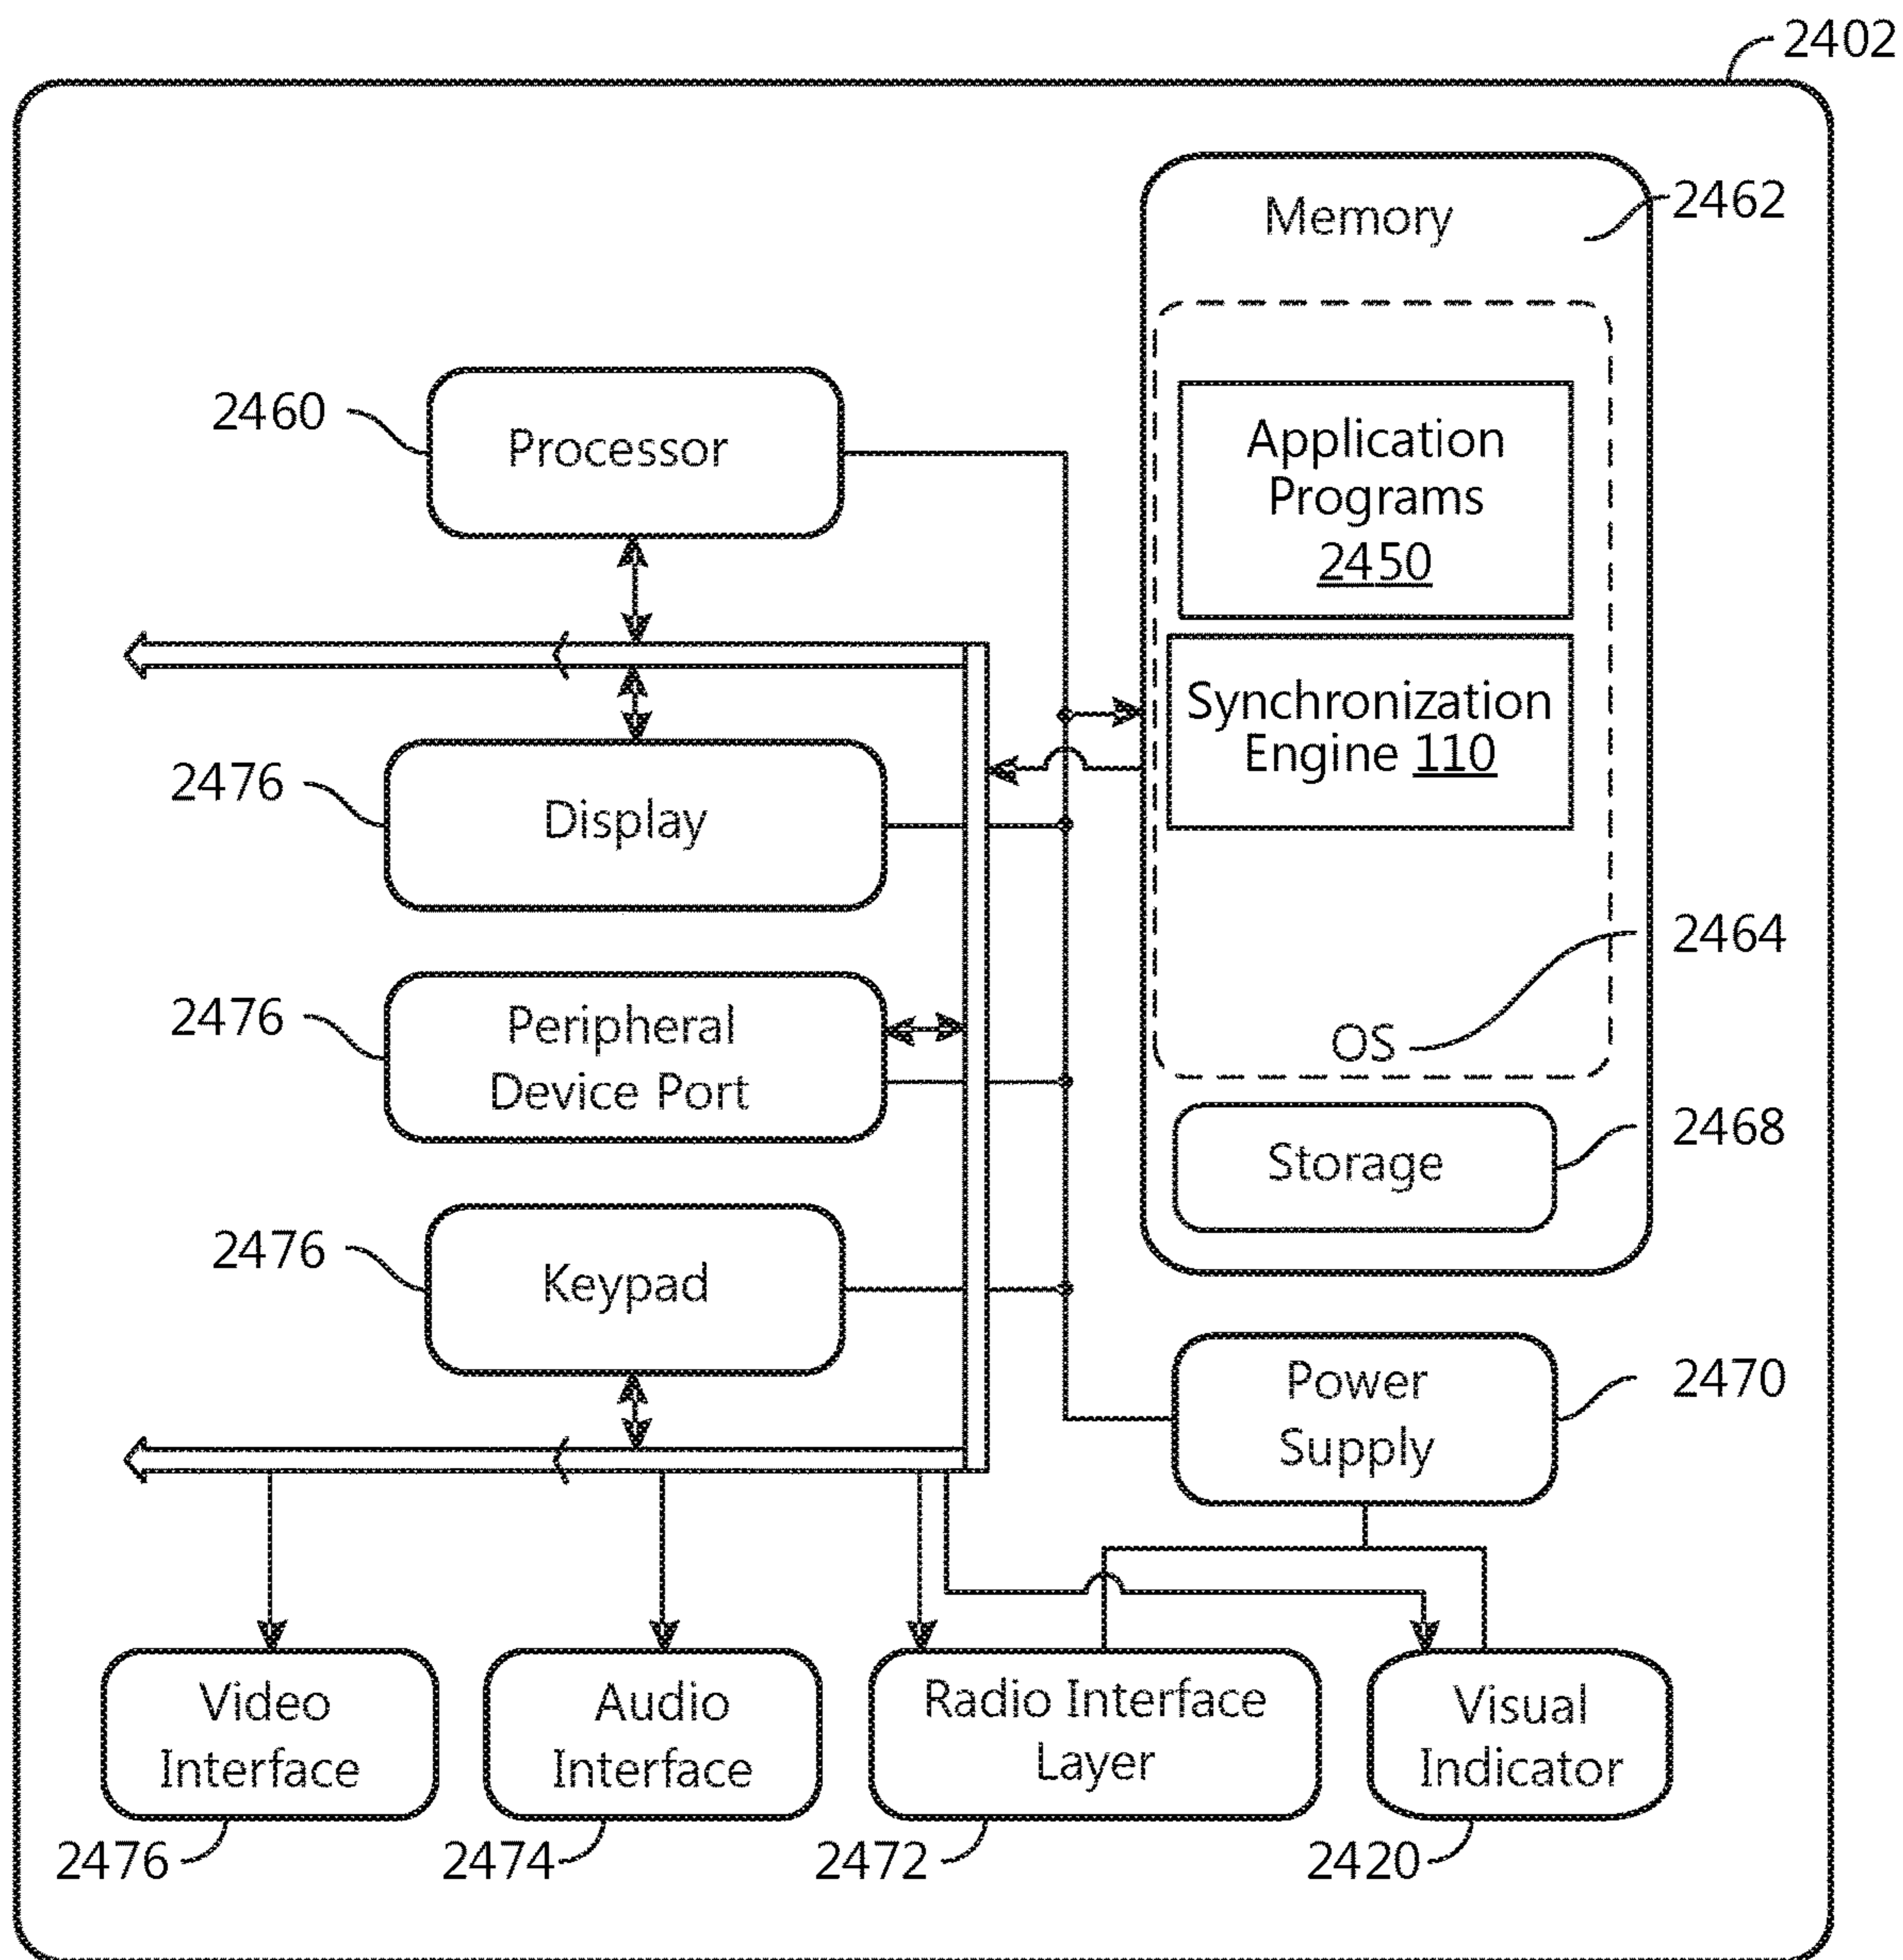 2402
Memory
2462
2460
Processor
Application
Programs
2450
Synchronization
Engine 110
2476
Display
2464
2476
Peripheral
Device Port
OS
2468
Storage
2476
Keypad
Power
Supply
2470
Video
Interface
Audio
Interface
Radio Interface
Layer
Visual
Indicator
2476
2474
2472
2420